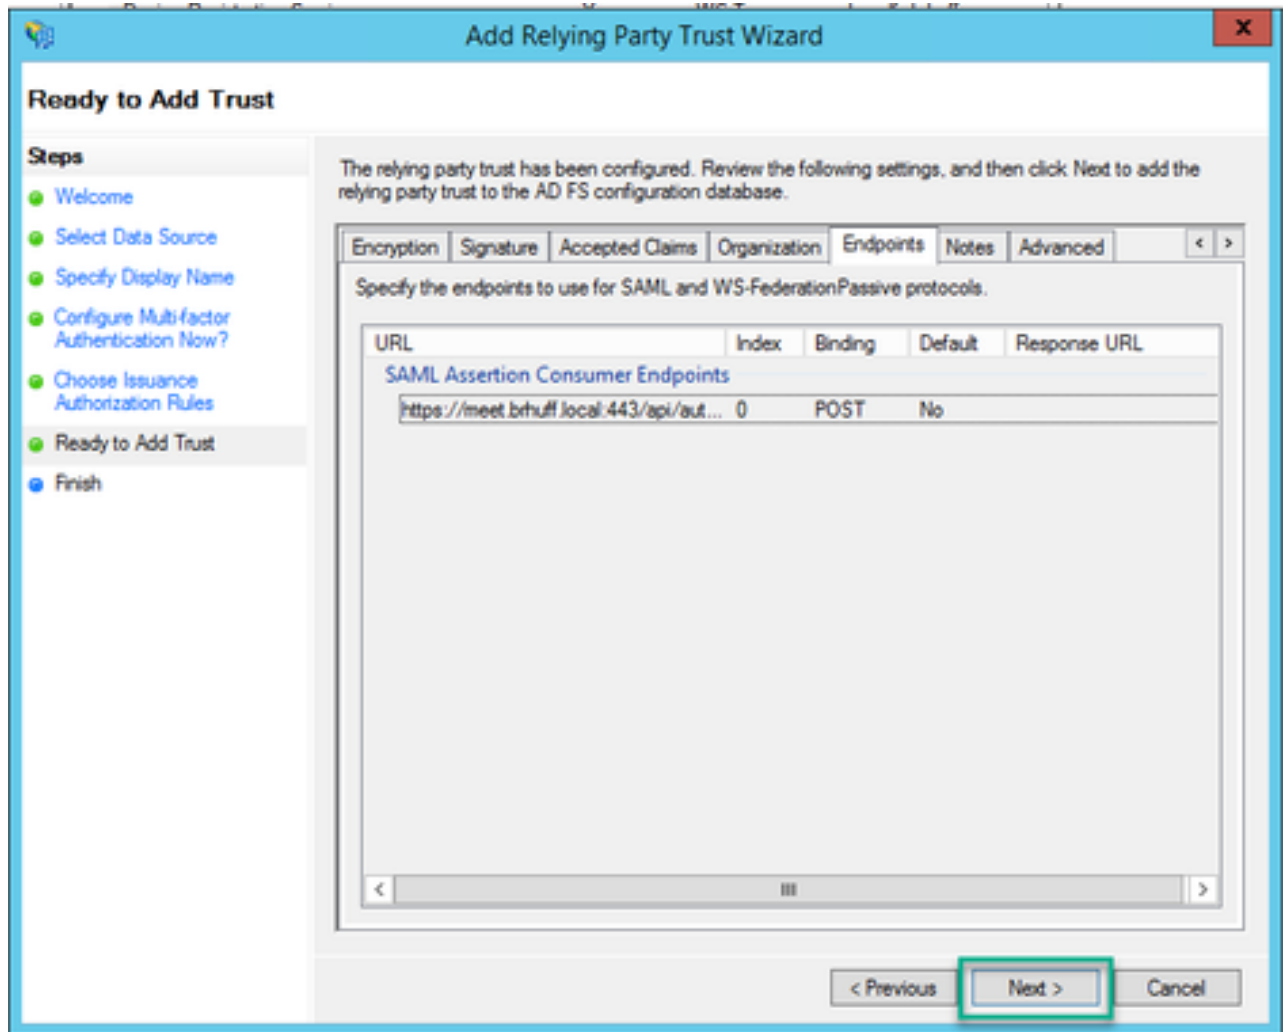 Add Relying Party Trust Wizard
x
Ready to Add Trust
Steps
Welcome
Select Data Source
Specify Display Name
Configure Multi-factor
Authentication Now?
Choose Issuance
Authorization Rules
Ready to Add Trust
Finish
The relying party trust has been configured. Review the following settings, and then click Next to add the
relying party trust to the AD FS configuration database.
Encryption Signature Accepted Claims Organization Endpoints Notes Advanced < >
Specify the endpoints to use for SAML and WS-FederationPassive protocols.
URL Index Binding Default Response URL
SAML Assertion Consumer Endpoints
https://meet.brhuff.local:443/api/aut... 0 POST No
< Previous Next > Cancel